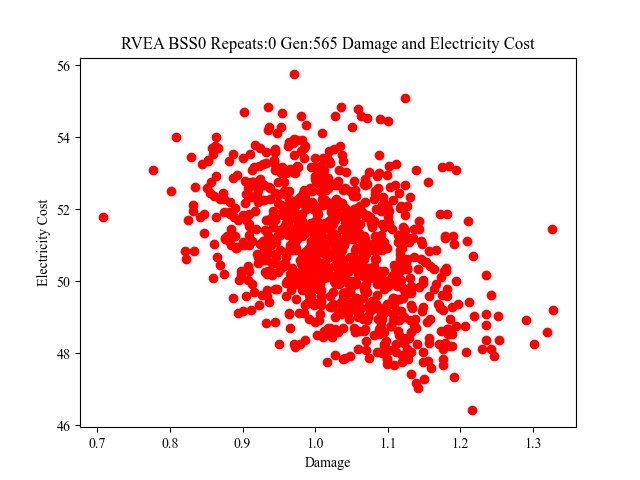 RVEA BSS0 Repeats:0 Gen:565 Damage and Electricity Cost
56
54
52
50
48
46
Electricity Cost
0.7 0.8 0.9 1.0 1.1 1.2 1.3
Damage